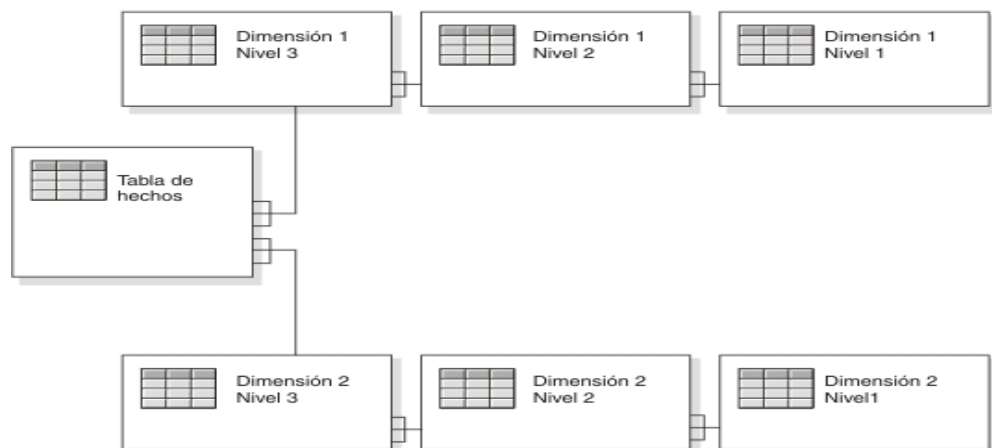 Dimensión 1
Nivel 3
Dimensión 1
Nivel 2
Dimensión 1
Nivel 1
Tabla de
hechos
Dimensión 2
Nivel 3
Dimensión 2
Nivel 2
Dimensión 2
Nivel1